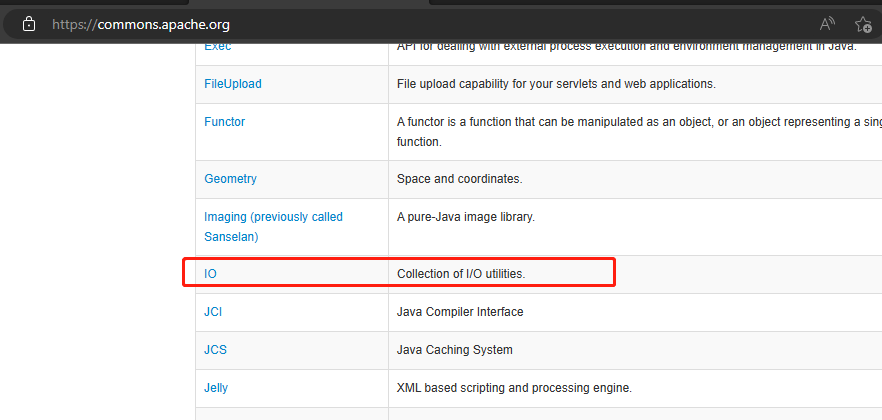 https://commons.apache.org
Exec API for dealing with external process execution and environment management in Java.
FileUpload File upload capability for your servlets and web applications.
Functor A functor is a function that can be manipulated as an object, or an object representing a
function.
Geometry Space and coordinates.
Imaging (previously called A pure-Java image library.
Sanselan)
IO Collection of I/O utilities.
JCI Java Compiler Interface
JCS Java Caching System
Jelly XML based scripting and processing engine.